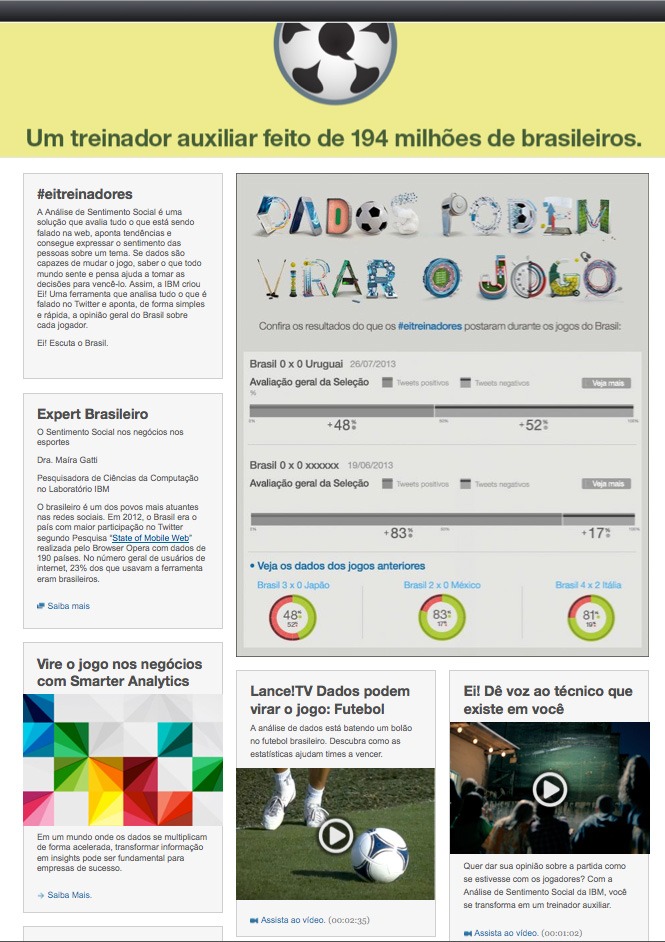 Um treinador auxiliar feito de 194 milhões de brasileiros.
#eitreinadores
A Análise de Sentimento Social é uma
solução que avalia tudo o que está sendo
falado na web, aponta tendências e
consegue expressar o sentimento das
pessoas sobre um tema. Se dados são
capazes de mudar o jogo, saber o que todo
mundo sente e pensa ajuda a tomar as
decisões para vencê-lo. Assim, a IBM criou
Ei! Uma ferramenta que analisa tudo o que é
falado no Twitter e aponta, de forma simples
e rápida, a opinião geral do Brasil sobre
cada jogador.
Ei! Escuta o Brasil.
Expert Brasileiro
O Sentimento Social nos negócios nos
esportes
Dra. Maíra Gatti
Pesquisadora de Ciências da Computação
no Laboratório IBM
O brasileiro é um dos povos mais atuantes
nas redes sociais. Em 2012, o Brasil era o
país com maior participação no Twitter
segundo Pesquisa "State of Mobile Web"
realizada pelo Browser Opera com dados de
190 países. No número geral de usuários de
internet, 23% dos que usavam a ferramenta
eram brasileiros.
Saiba mais
Vire o jogo nos negócios
com Smarter Analytics
Em um mundo onde os dados se multiplicam
de forma acelerada, transformar informação
em insights pode ser fundamental para
empresas de sucesso.
Saiba Mais.
DADOS PODEM
VIRAR O JOGO
Confira os resultados do que os #eitreinadores postaram durante os jogos do Brasil:
Brasil 0 x 0 Uruguai 26/07/2013
Avaliação geral da Seleção Tweets positivos Tweets negativos Veja mais
%
0% 50% 100%
+48% +52%
Brasil 0 x 0 xxxxxx 19/06/2013
Avaliação geral da Seleção Tweets positivos Tweets negativos Veja mais
0% 50% 100%
+83% +17%
• Veja os dados dos jogos anteriores
Brasil 3 x 0 Japão Brasil 2 x 0 México Brasil 4 x 2 Itália
48% 83% 81%
52% 17% 19%
Lance!TV Dados podem
virar o jogo: Futebol
A análise de dados está batendo um bolão
no futebol brasileiro. Descubra como as
estatísticas ajudam times a vencer.
Assista ao vídeo. (00:02:35)
Ei! Dê voz ao técnico que
existe em você
Quer dar sua opinião sobre a partida como
se estivesse com os jogadores? Com a
Análise de Sentimento Social da IBM, você
se transforma em um treinador auxiliar.
Assista ao vídeo. (00:01:02)